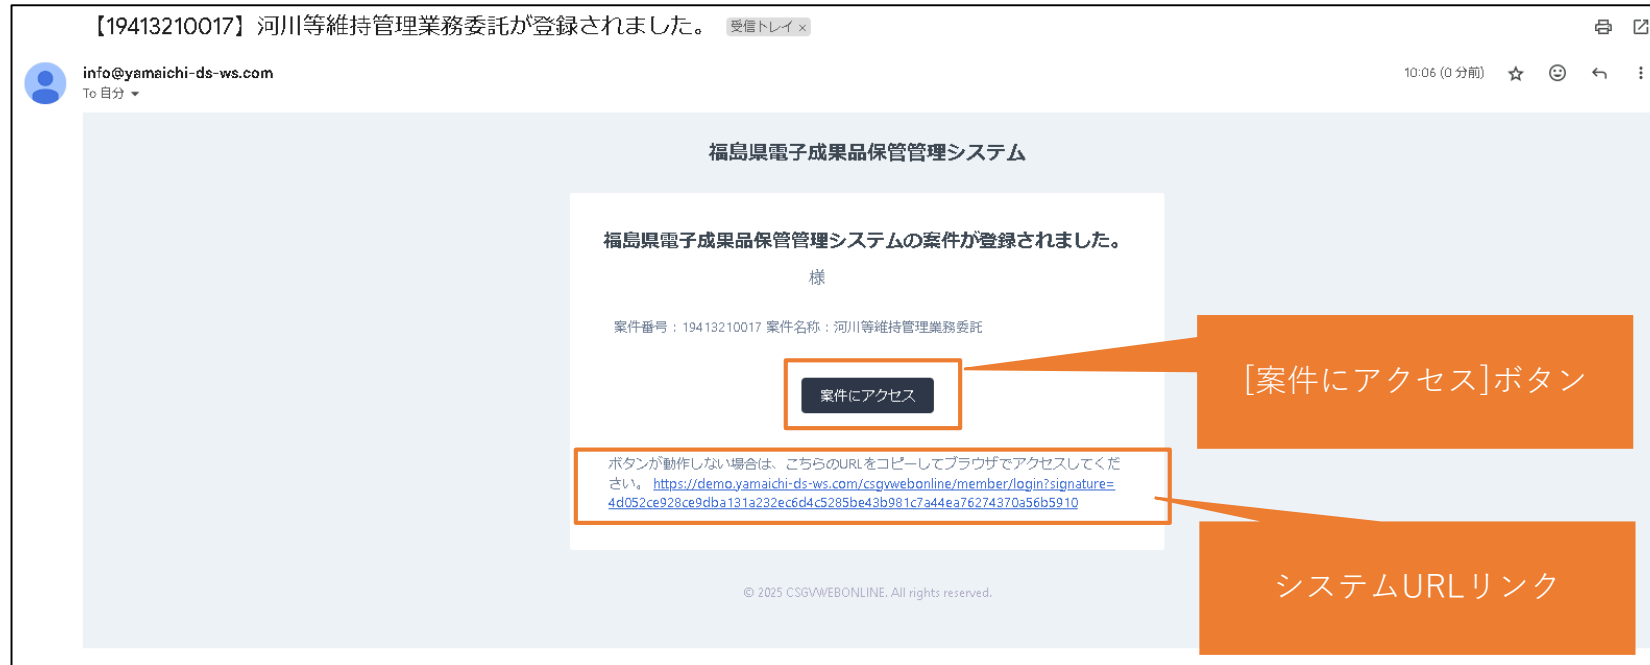 【19413210017】河川等維持管理業務委託が登録されました。 受信トレイ ×
info@yamaichi-ds-ws.com
10:06 (0 分前)
To 自分
福島県電子成果品保管管理システム
福島県電子成果品保管管理システムの案件が登録されました。
様
案件番号：19413210017 案件名称：河川等維持管理業務委託
案件にアクセス
[案件にアクセス]ボタン
ボタンが動作しない場合は、こちらのURLをコピーしてブラウザでアクセスしてくだ
さい。 https://demo.yamaichi-ds-ws.com/csgvwebonline/member/login?signature=
4d052ce928ce9dba131a232ec6d4c5285be43b981c7a44ea76274370a56b5910
システムURLリンク
© 2025 CSGVWEBONLINE. All rights reserved.